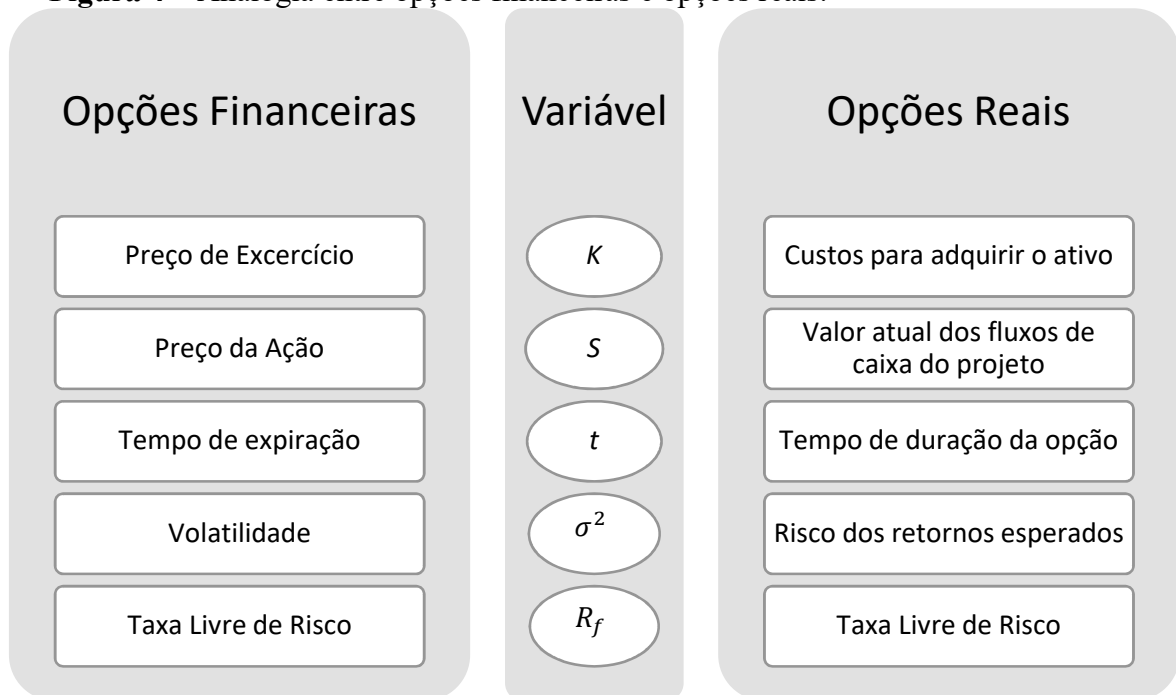 Opções Financeiras
Variável
Opções Reais
Preço de Excercício
K
Custos para adquirir o ativo
Preço da Ação
S
Valor atual dos fluxos de
caixa do projeto
Tempo de expiração
t
Tempo de duração da opção
Volatilidade
σ²
Risco dos retornos esperados
Taxa Livre de Risco
R_f
Taxa Livre de Risco